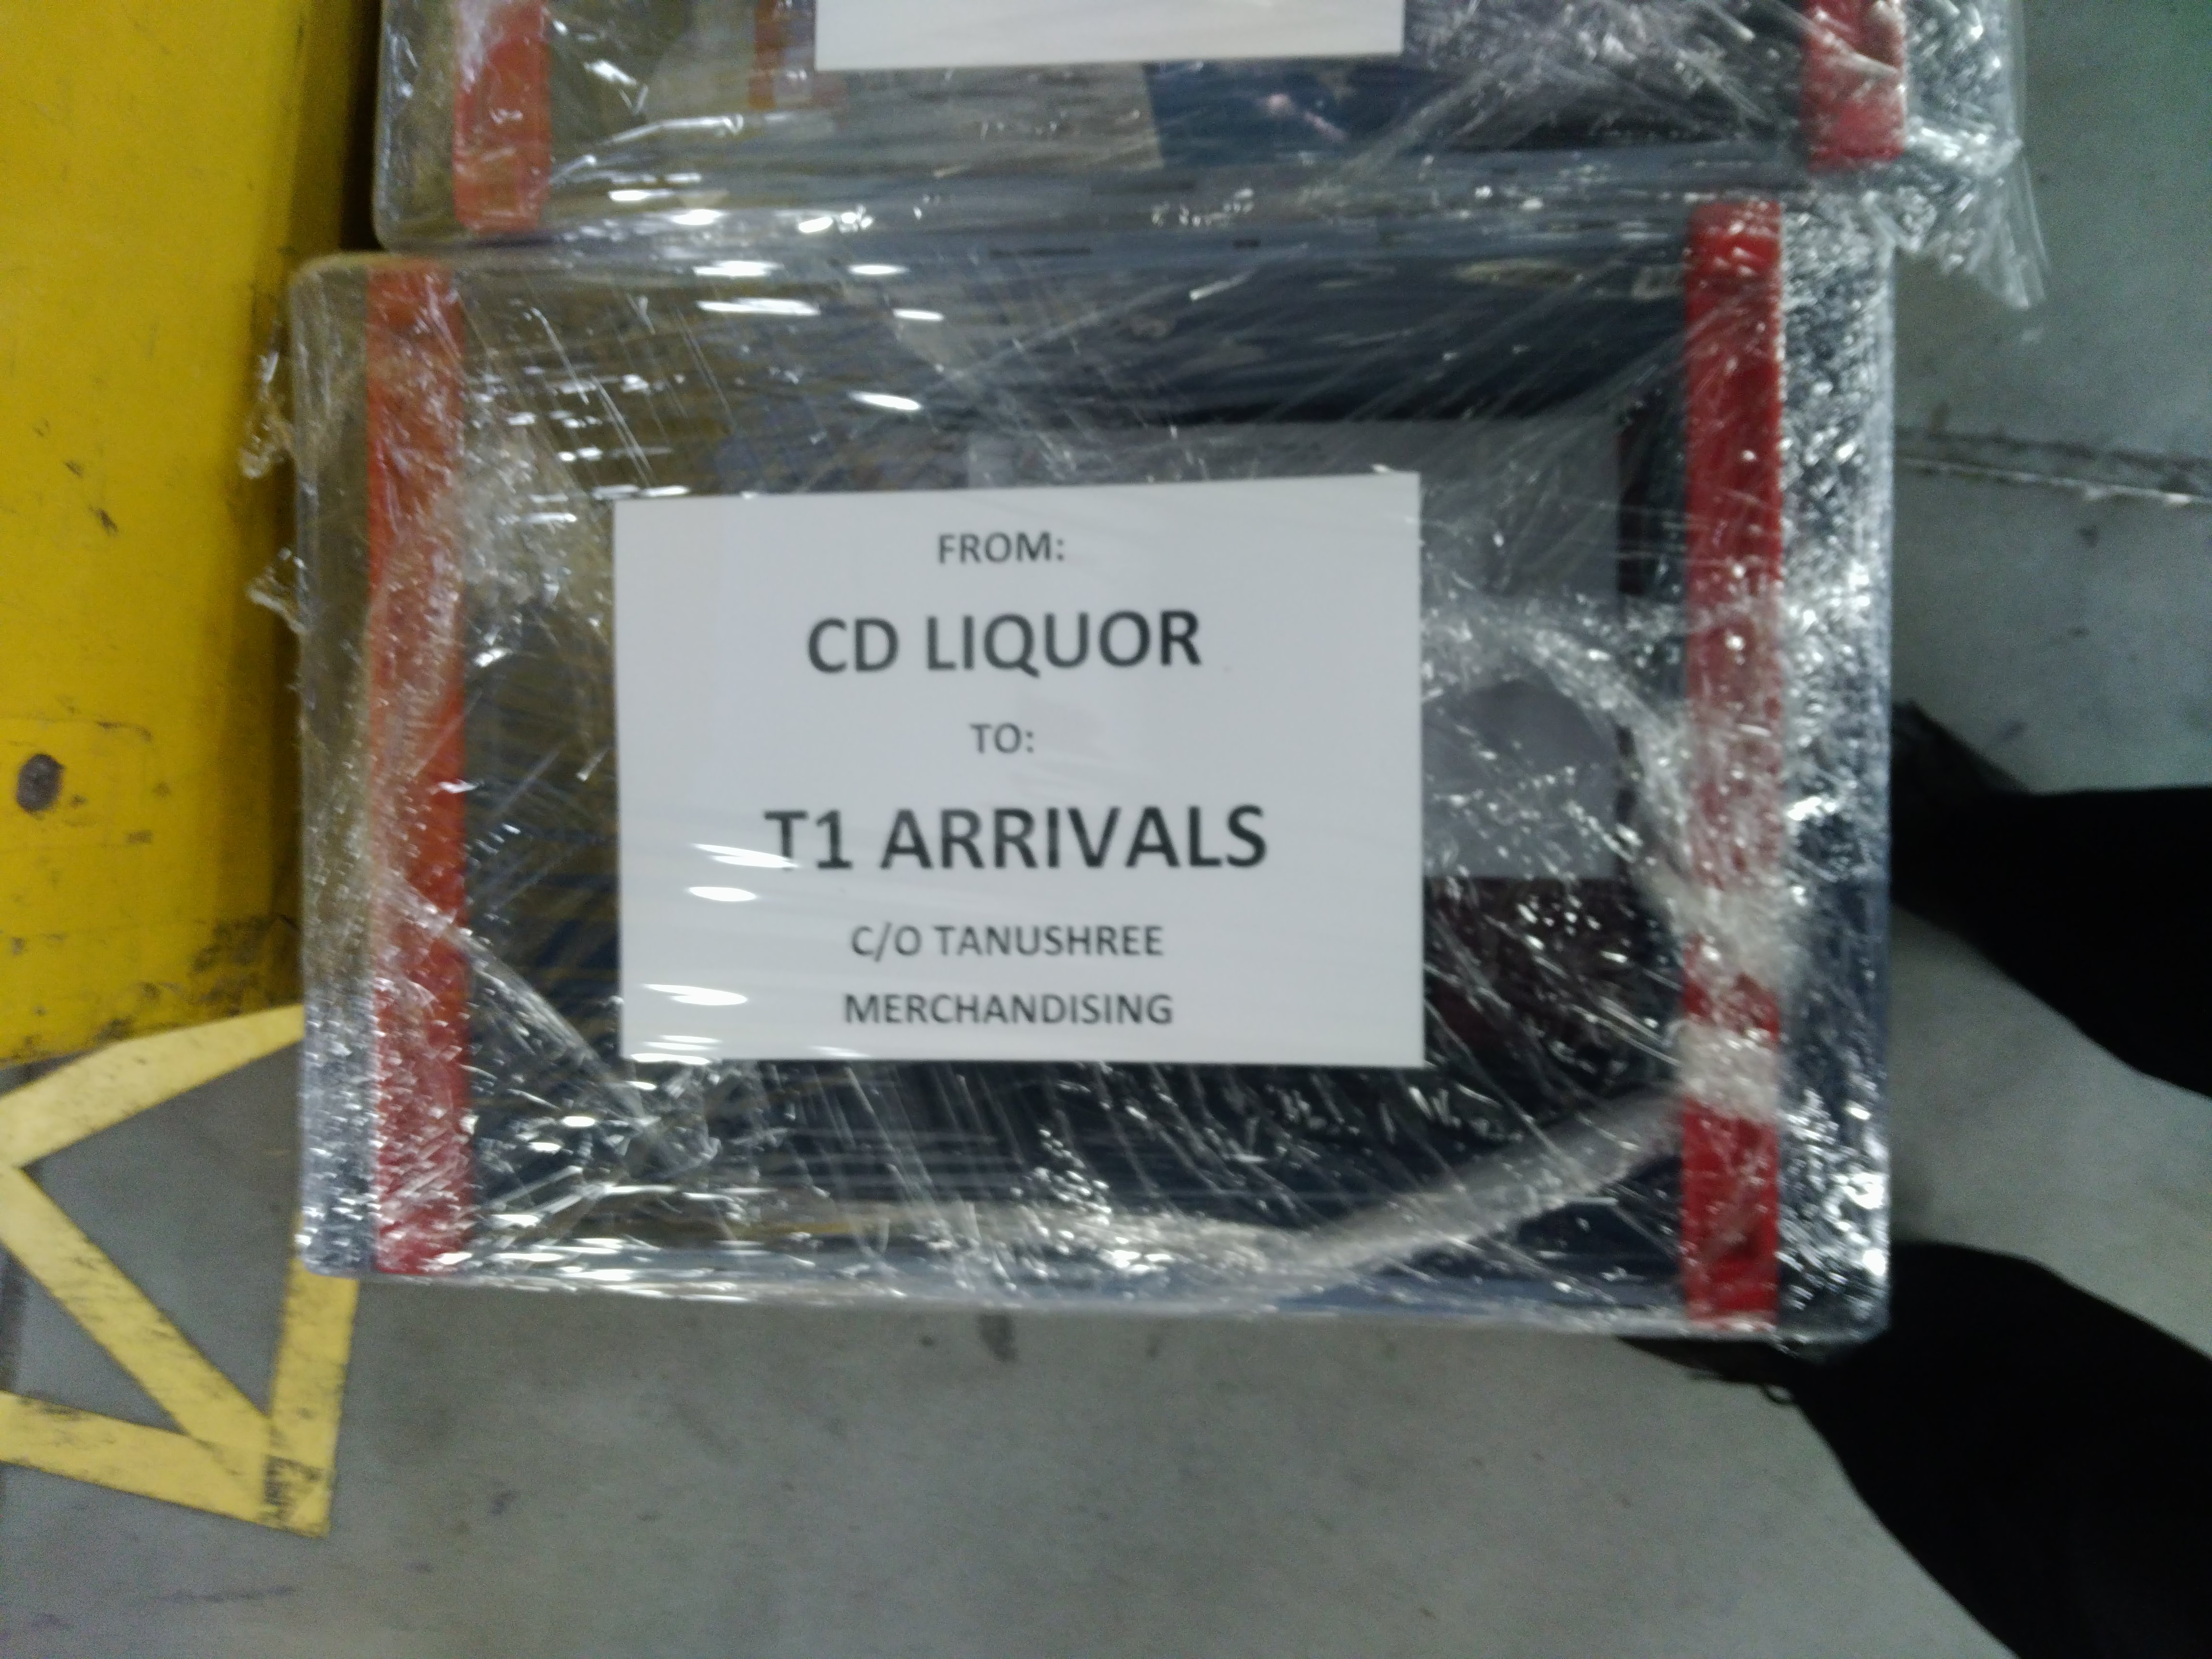 FROM:
CD LIQUOR
TO:
T1 ARRIVALS
C/O TANUSHREE
MERCHANDISING